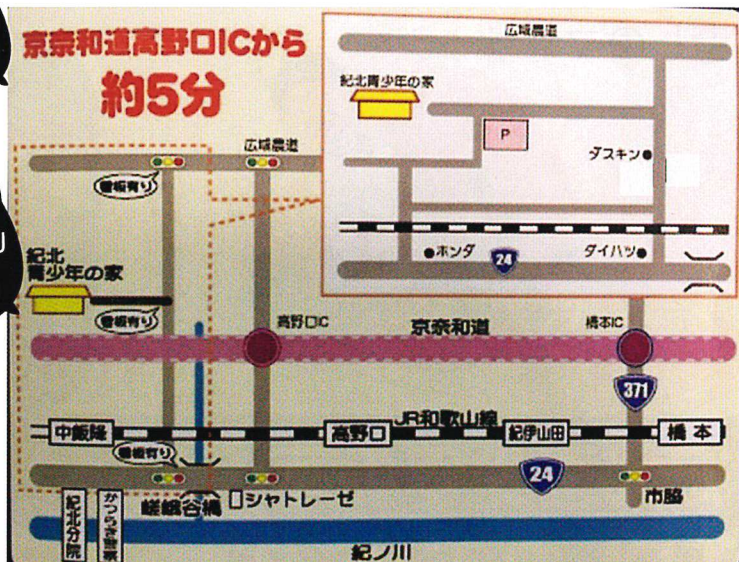 京奈和道高野口ICから
約5分
広域農道
紀北青少年の家
P
ダスキン
ホンダ
24
ダイハツ
広域農道
看板有り
紀北
青少年の家
看板有り
高野口IC
京奈和道
橋本IC
371
JR和歌山線
中飯降
高野口
紀伊山田
橋本
看板有り
24
嵯峨谷橋
シャトレーゼ
市脇
紀北分院
かつらぎ警察
紀ノ川